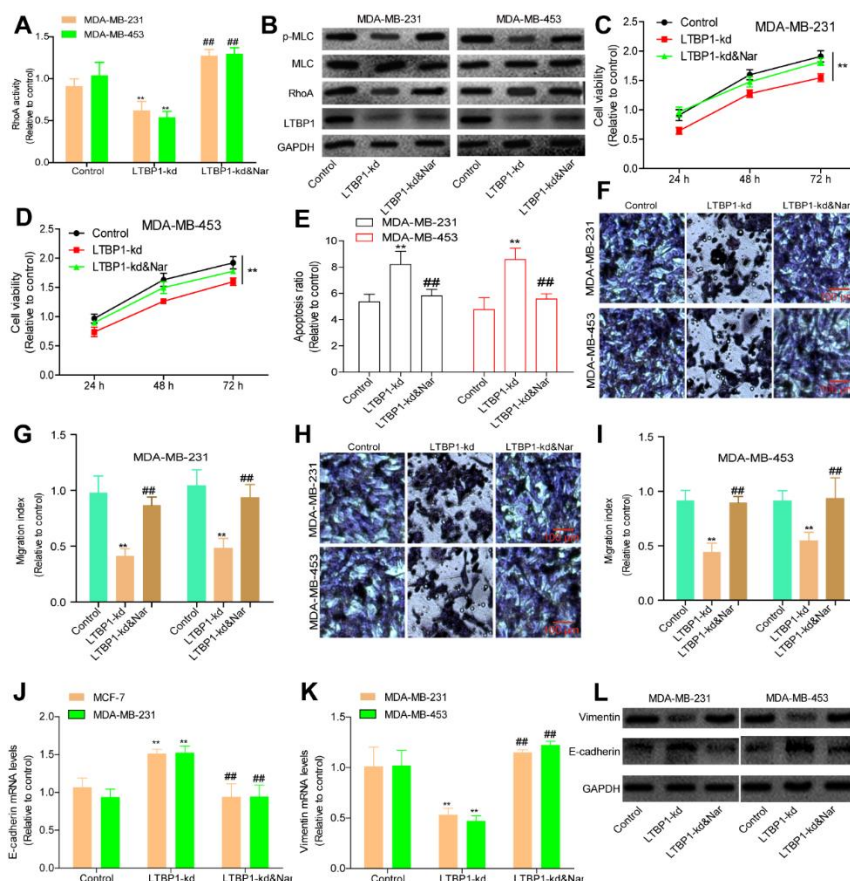 A
MDA-MB-231
MDA-MB-453
RhoA activity
(Relative to control)
1.5
1.0
0.5
0.0
**
**
##
##
Control
LTBP1-kd
LTBP1-kd&Nar
B
MDA-MB-231
MDA-MB-453
p-MLC
MLC
RhoA
LTBP1
GAPDH
Control
LTBP1-kd
LTBP1-kd&Nar
Control
LTBP1-kd
LTBP1-kd&Nar
C
MDA-MB-231
Control
LTBP1-kd
LTBP1-kd&Nar
Cell viability
(Relative to control)
2.5
2.0
1.5
1.0
0.5
0.0
**
24 h
48 h
72 h
D
MDA-MB-453
Control
LTBP1-kd
LTBP1-kd&Nar
Cell viability
(Relative to control)
2.5
2.0
1.5
1.0
0.5
0.0
**
24 h
48 h
72 h
E
MDA-MB-231
MDA-MB-453
Apoptosis ratio
(Relative to control)
10
8
6
4
2
0
**
##
**
##
Control
LTBP1-kd
LTBP1-kd&Nar
Control
LTBP1-kd
LTBP1-kd&Nar
F
Control
LTBP1-kd
LTBP1-kd&Nar
MDA-MB-231
MDA-MB-453
G
MDA-MB-231
Migration index
(Relative to control)
1.5
1.0
0.5
0.0
**
##
**
##
Control
LTBP1-kd
LTBP1-kd&Nar
Control
LTBP1-kd
LTBP1-kd&Nar
H
Control
LTBP1-kd
LTBP1-kd&Nar
MDA-MB-231
MDA-MB-453
I
MDA-MB-453
Migration index
(Relative to control)
1.5
1.0
0.5
0.0
**
##
**
##
Control
LTBP1-kd
LTBP1-kd&Nar
Control
LTBP1-kd
LTBP1-kd&Nar
J
MCF-7
MDA-MB-231
E-cadherin mRNA levels
(Relative to control)
2.0
1.5
1.0
0.5
0.0
**
**
##
##
Control
LTBP1-kd
LTBP1-kd&Nar
K
MDA-MB-231
MDA-MB-453
Vimentin mRNA levels
(Relative to control)
1.5
1.0
0.5
0.0
**
**
##
##
Control
LTBP1-kd
LTBP1-kd&Nar
L
MDA-MB-231
MDA-MB-453
Vimentin
E-cadherin
GAPDH
Control
LTBP1-kd
LTBP1-kd&Nar
Control
LTBP1-kd
LTBP1-kd&Nar